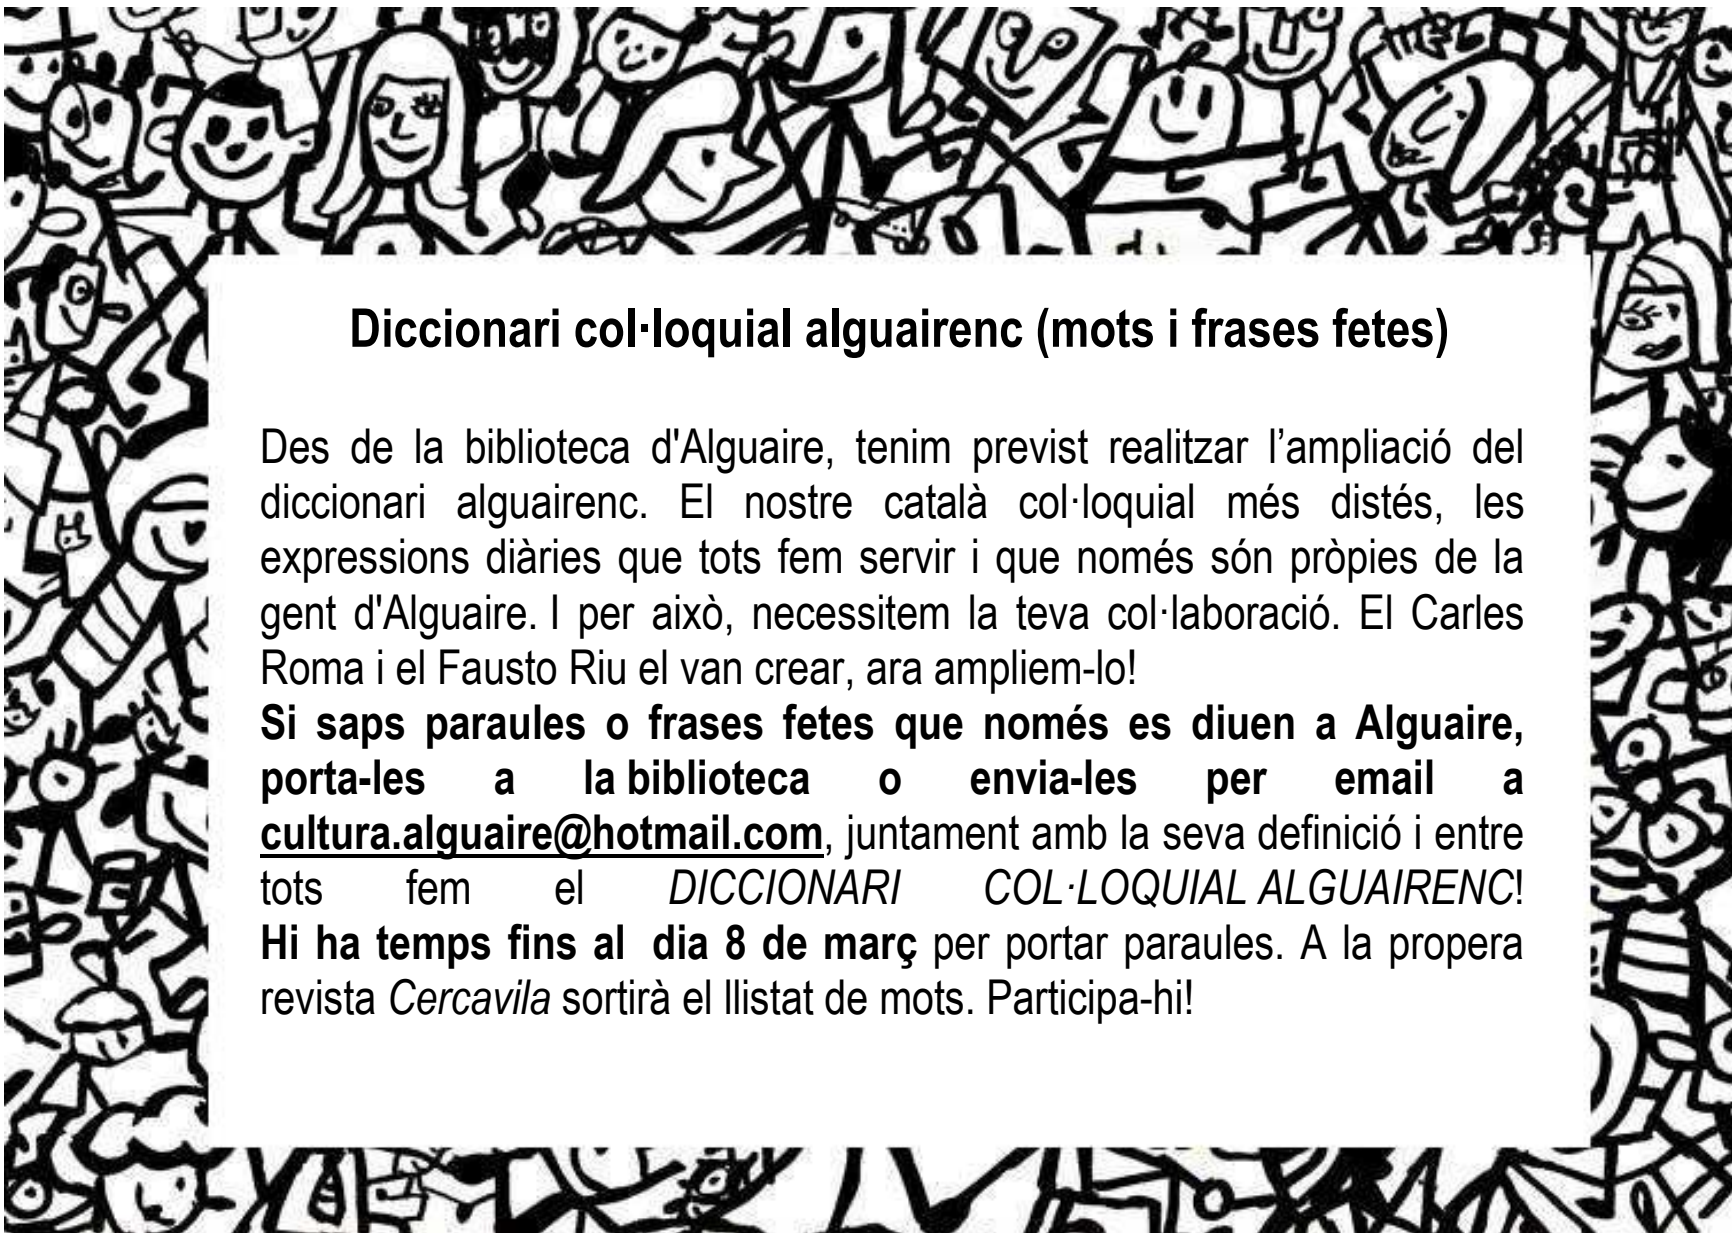 Diccionari col·loquial alguairenc (mots i frases fetes)
Des de la biblioteca d'Alguaire, tenim previst realitzar l’ampliació del
diccionari alguairenc. El nostre català col·loquial més distés, les
expressions diàries que tots fem servir i que només són pròpies de la
gent d'Alguaire. I per això, necessitem la teva col·laboració. El Carles
Roma i el Fausto Riu el van crear, ara ampliem-lo!
Si saps paraules o frases fetes que només es diuen a Alguaire,
porta-les a la biblioteca o envia-les per email a
cultura.alguaire@hotmail.com, juntament amb la seva definició i entre
tots fem el DICCIONARI COL·LOQUIAL ALGUAIRENC!
Hi ha temps fins al dia 8 de març per portar paraules. A la propera
revista Cercavila sortirà el llistat de mots. Participa-hi!